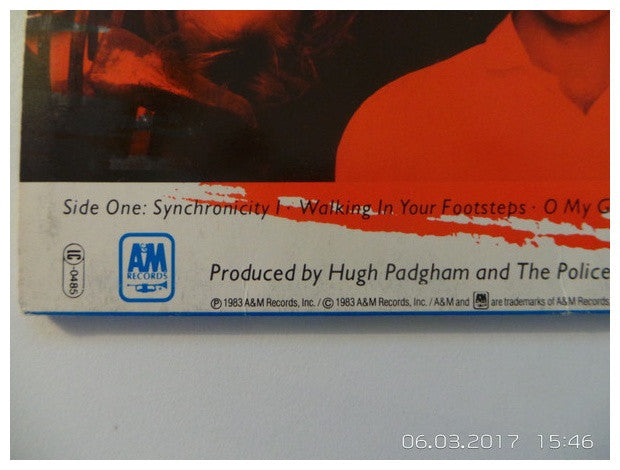 Side One: Synchronicity I · Walking In Your Footsteps · O My G
LC -0485
A&M
RECORDS
Produced by Hugh Padgham and The Police
℗ 1983 A&M Records, Inc. / © 1983 A&M Records, Inc. / A&M and A&M RECORDS are trademarks of A&M Records,
06.03.2017 15:46